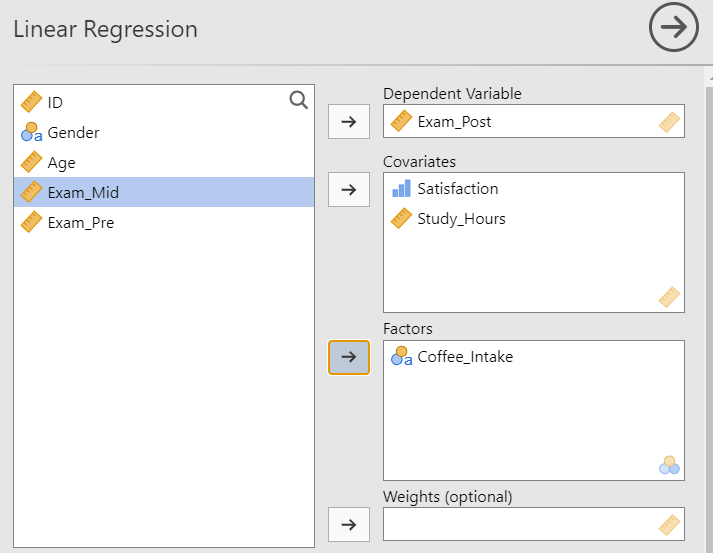 Linear Regression
ID
Gender
Age
Exam_Mid
Exam_Pre
Dependent Variable
Exam_Post
Covariates
Satisfaction
Study_Hours
Factors
Coffee_Intake
Weights (optional)